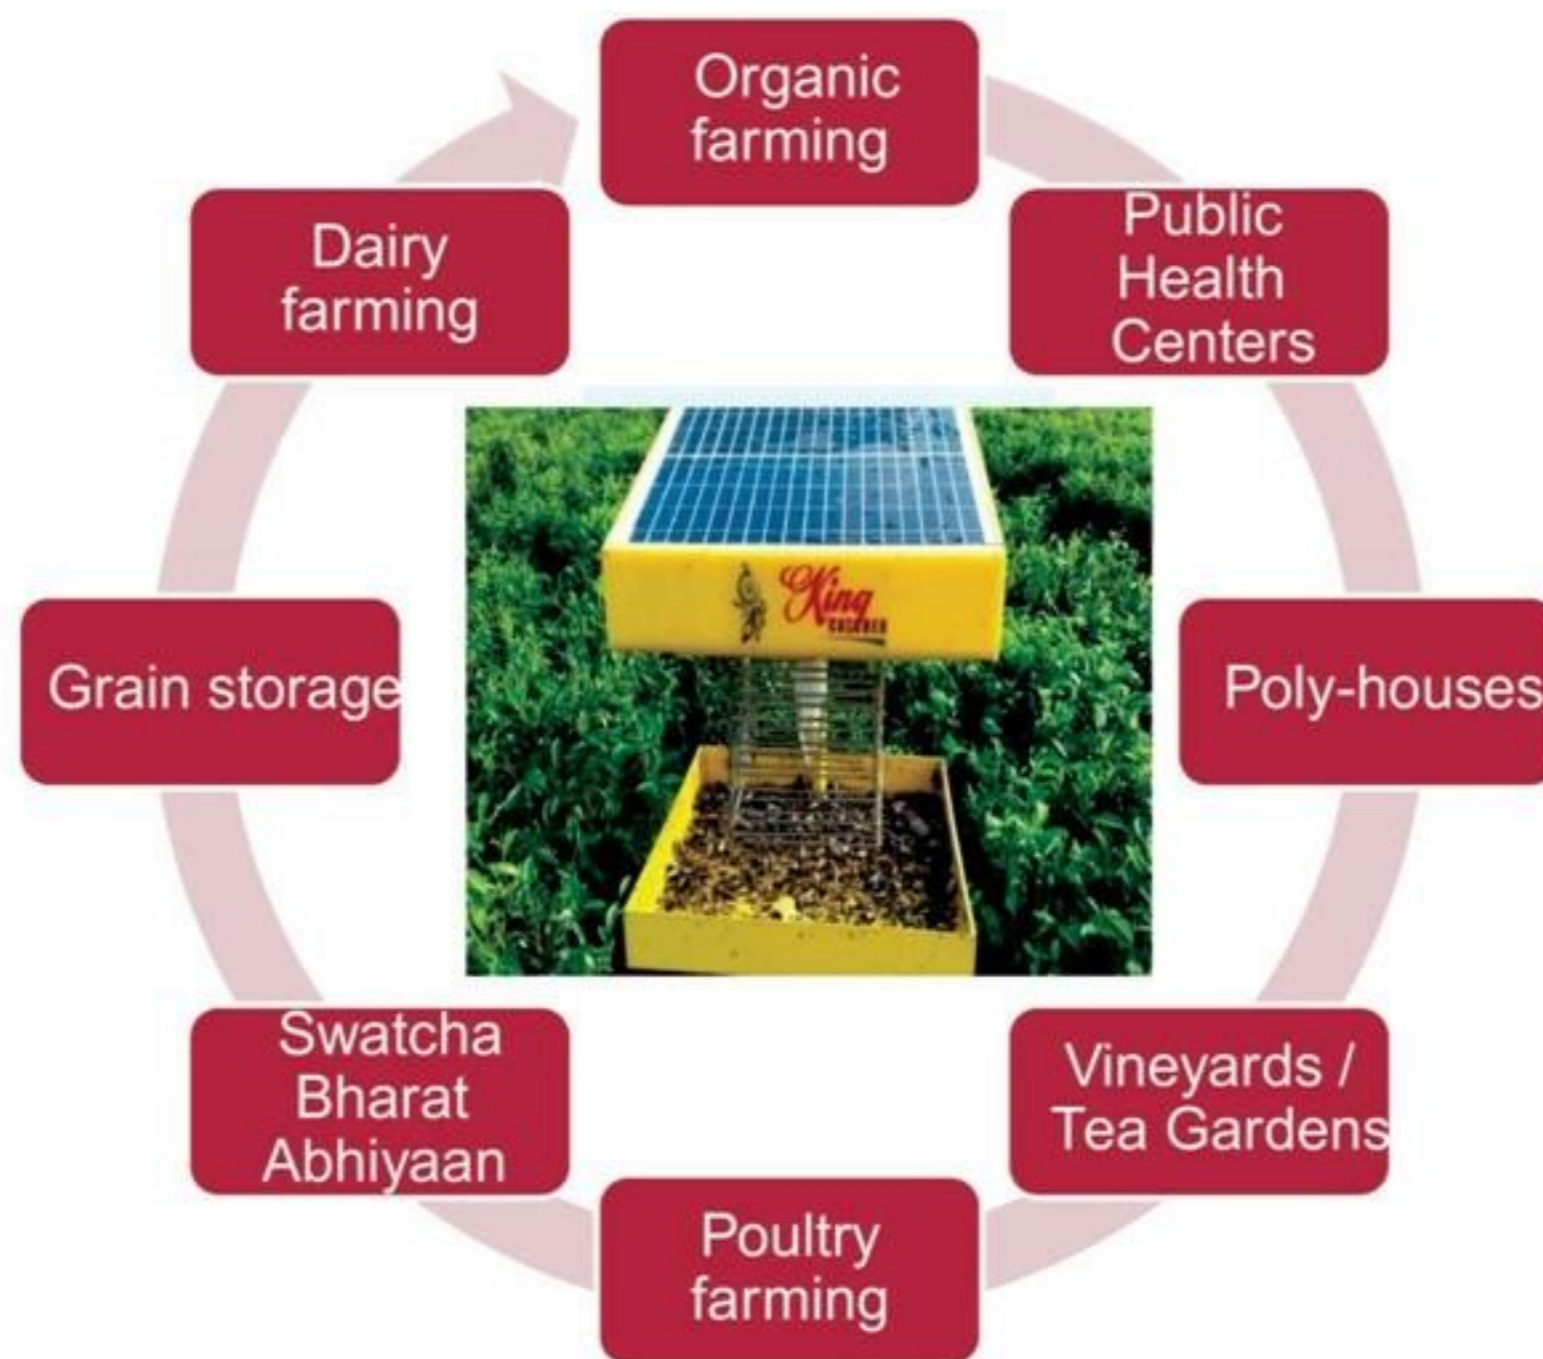 Organic
farming
Public
Health
Centers
Poly-houses
Vineyards /
Tea Gardens
Poultry
farming
Swatcha
Bharat
Abhiyaan
Grain storage
Dairy
farming
King
CATCHER